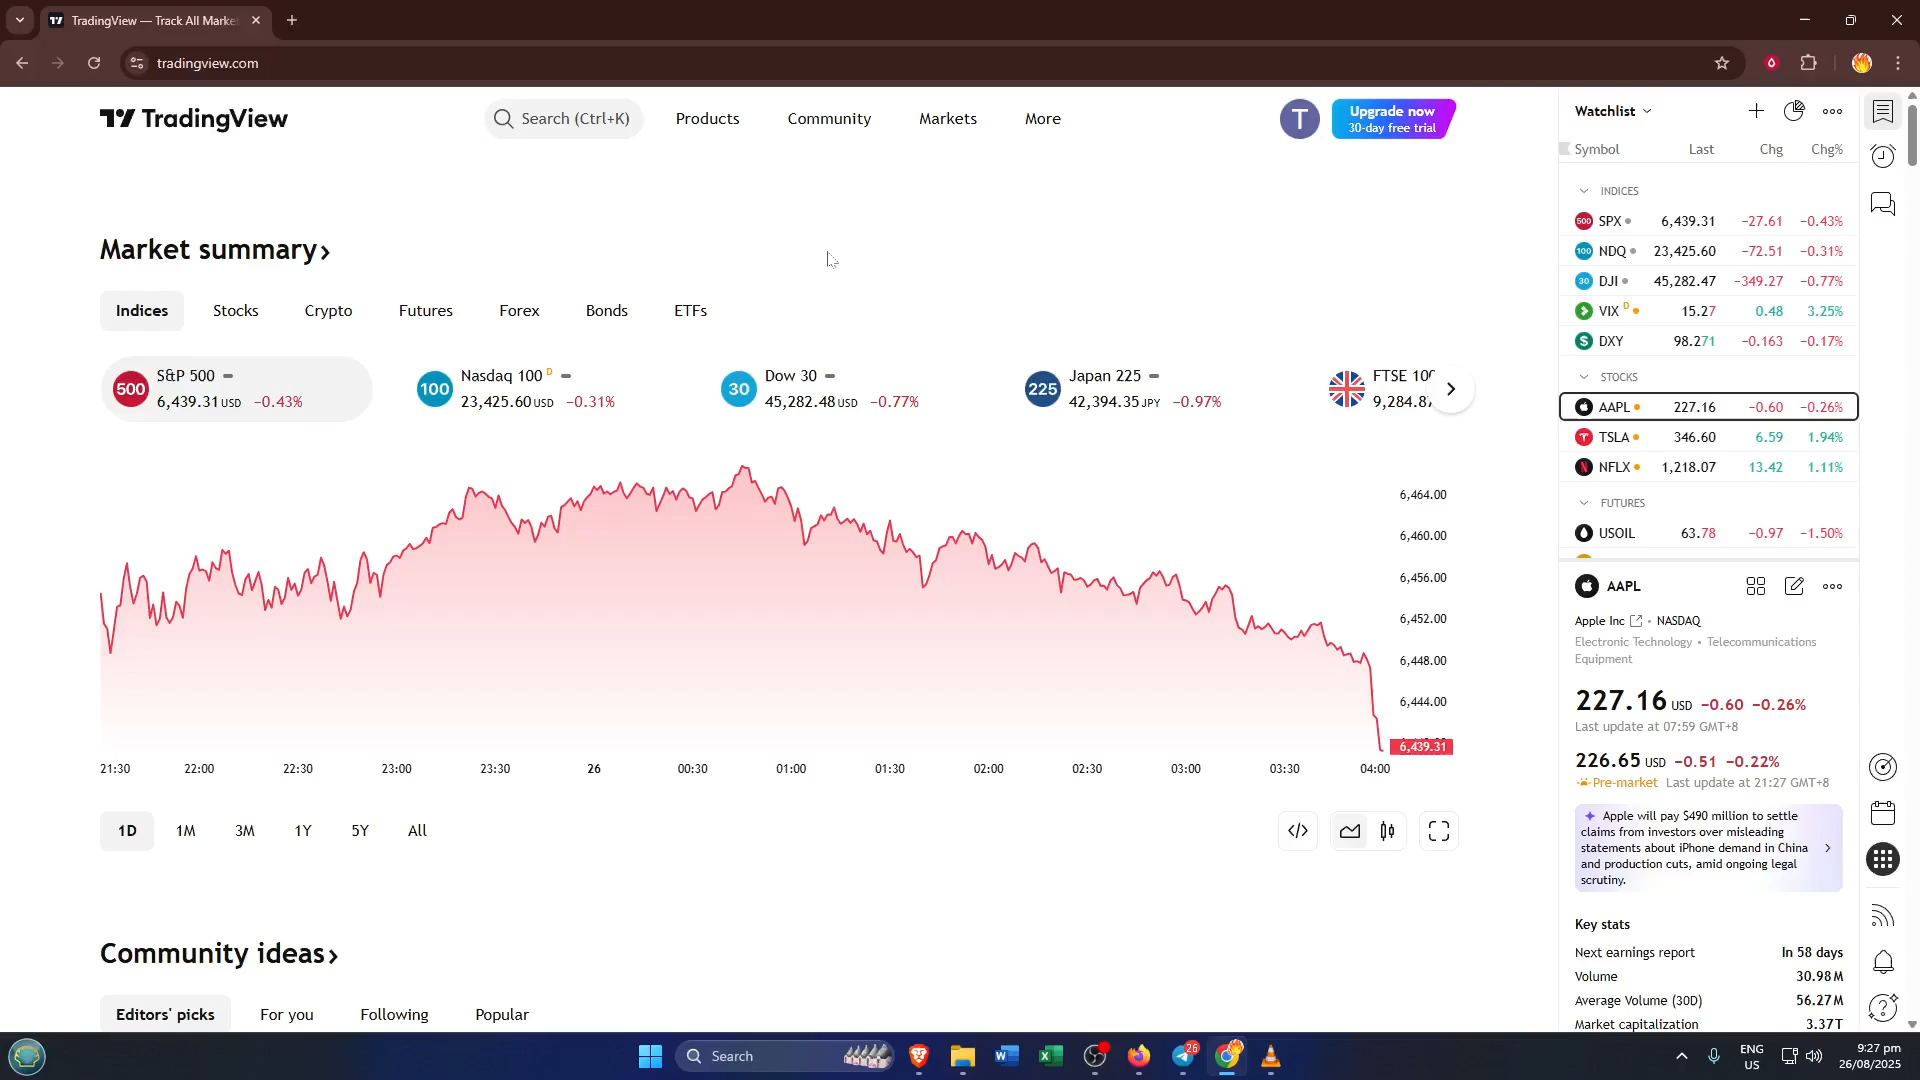 TradingView — Track All Marke
tradingview.com
TradingView
Search (Ctrl+K)
Products
Community
Markets
More
T
Upgrade now
30-day free trial
Market summary
Indices
Stocks
Crypto
Futures
Forex
Bonds
ETFs
500
S&P 500
6,439.31 USD −0.43%
100
Nasdaq 100 D
23,425.60 USD −0.31%
30
Dow 30
45,282.48 USD −0.77%
225
Japan 225
42,394.35 JPY −0.97%
FTSE 100
9,284.8
6,464.00
6,460.00
6,456.00
6,452.00
6,448.00
6,444.00
6,439.31
21:30 22:00 22:30 23:00 23:30 26 00:30 01:00 01:30 02:00 02:30 03:00 03:30 04:00
1D
1M
3M
1Y
5Y
All
Community ideas
Editors' picks
For you
Following
Popular
Watchlist
Symbol Last Chg Chg%
INDICES
500 SPX 6,439.31 −27.61 −0.43%
100 NDQ 23,425.60 −72.51 −0.31%
30 DJI 45,282.47 −349.27 −0.77%
VIX D 15.27 0.48 3.25%
$ DXY 98.271 −0.163 −0.17%
STOCKS
AAPL 227.16 −0.60 −0.26%
TSLA 346.60 6.59 1.94%
NFLX 1,218.07 13.42 1.11%
FUTURES
USOIL 63.78 −0.97 −1.50%
AAPL
Apple Inc • NASDAQ
Electronic Technology • Telecommunications
Equipment
227.16 USD −0.60 −0.26%
Last update at 07:59 GMT+8
226.65 USD −0.51 −0.22%
Pre-market Last update at 21:27 GMT+8
Apple will pay $490 million to settle
claims from investors over misleading
statements about iPhone demand in China
and production cuts, amid ongoing legal
scrutiny.
Key stats
Next earnings report In 58 days
Volume 30.98 M
Average Volume (30D) 56.27 M
Market capitalization 3.37 T
Search
26
ENG
US
9:27 pm
26/08/2025